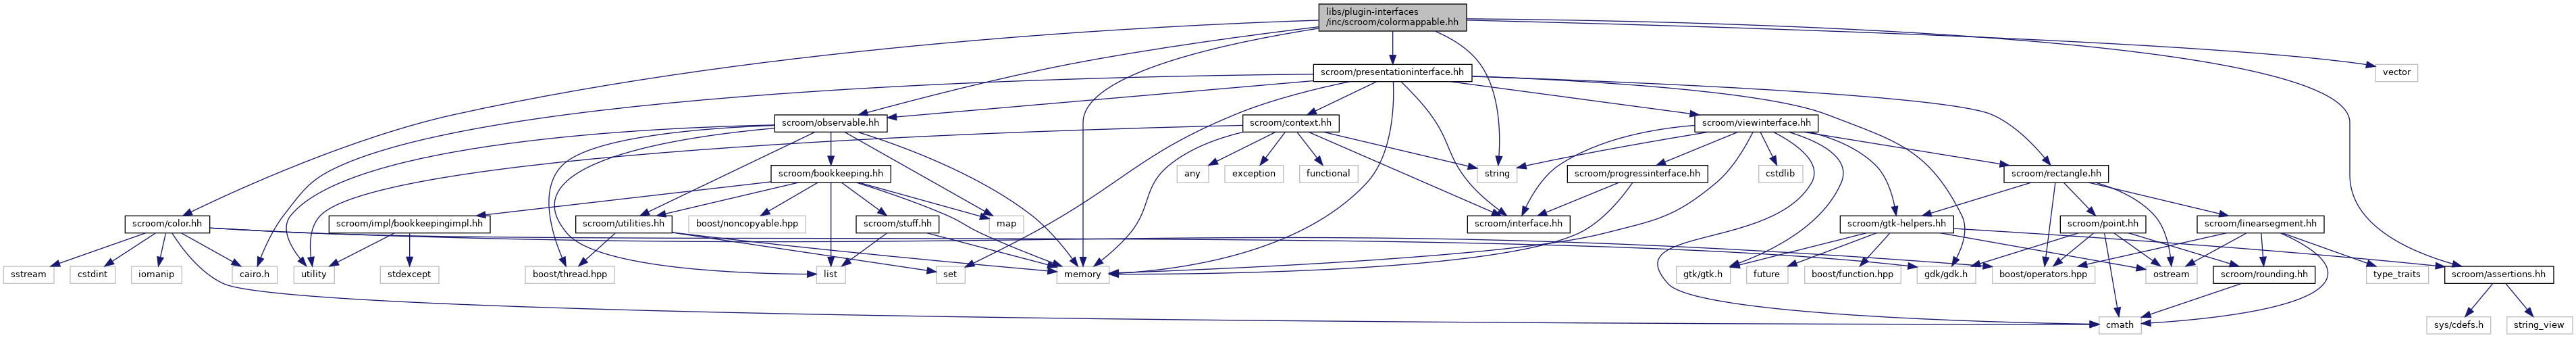 libs/plugin-interfaces
/inc/scroom/colormappable.hh
scroom/presentationinterface.hh
vector
scroom/observable.hh
scroom/context.hh
scroom/viewinterface.hh
scroom/bookkeeping.hh
any
exception
functional
string
scroom/progressinterface.hh
cstdlib
scroom/rectangle.hh
scroom/color.hh
scroom/impl/bookkeepingimpl.hh
scroom/utilities.hh
boost/noncopyable.hpp
scroom/stuff.hh
map
scroom/interface.hh
scroom/gtk-helpers.hh
scroom/point.hh
scroom/linearsegment.hh
sstream
cstdint
iomanip
cairo.h
utility
stdexcept
boost/thread.hpp
list
set
memory
gtk/gtk.h
future
boost/function.hpp
gdk/gdk.h
boost/operators.hpp
ostream
scroom/rounding.hh
type_traits
scroom/assertions.hh
cmath
sys/cdefs.h
string_view